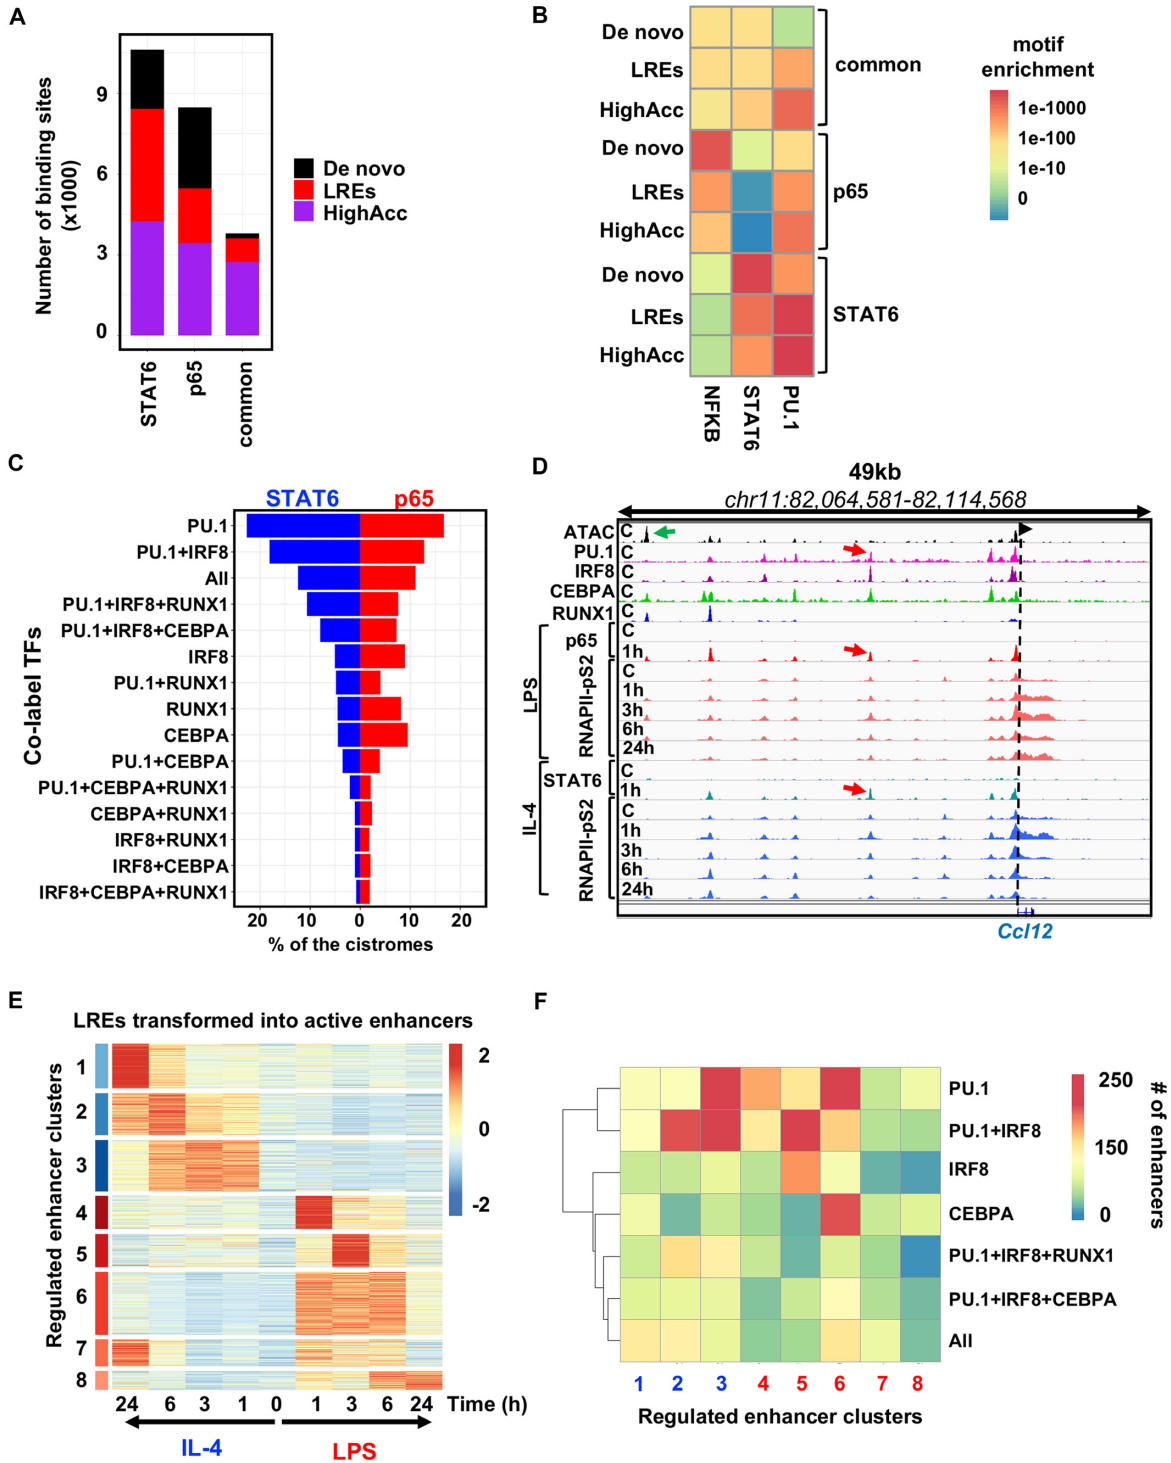 A
Number of binding sites
(x1000)
9
6
3
0
STAT6
p65
common
De novo
LREs
HighAcc
B
De novo
LREs
HighAcc
De novo
LREs
HighAcc
De novo
LREs
HighAcc
common
p65
STAT6
NFKB
STAT6
PU.1
motif
enrichment
1e-1000
1e-100
1e-10
0
C
STAT6
p65
Co-label TFs
PU.1
PU.1+IRF8
All
PU.1+IRF8+RUNX1
PU.1+IRF8+CEBPA
IRF8
PU.1+RUNX1
RUNX1
CEBPA
PU.1+CEBPA
PU.1+CEBPA+RUNX1
CEBPA+RUNX1
IRF8+RUNX1
IRF8+CEBPA
IRF8+CEBPA+RUNX1
20 10 0 10 20
% of the cistromes
D
49kb
chr11:82,064,581-82,114,568
ATAC C
PU.1 C
IRF8 C
CEBPA C
RUNX1 C
LPS
p65
C
1h
RNAPII-pS2
C
1h
3h
6h
24h
IL-4
STAT6
C
1h
RNAPII-pS2
C
1h
3h
6h
24h
Ccl12
E
LREs transformed into active enhancers
Regulated enhancer clusters
1
2
3
4
5
6
7
8
2
0
-2
24 6 3 1 0 1 3 6 24 Time (h)
IL-4
LPS
F
PU.1
PU.1+IRF8
IRF8
CEBPA
PU.1+IRF8+RUNX1
PU.1+IRF8+CEBPA
All
250
150
0
# of enhancers
1 2 3 4 5 6 7 8
Regulated enhancer clusters